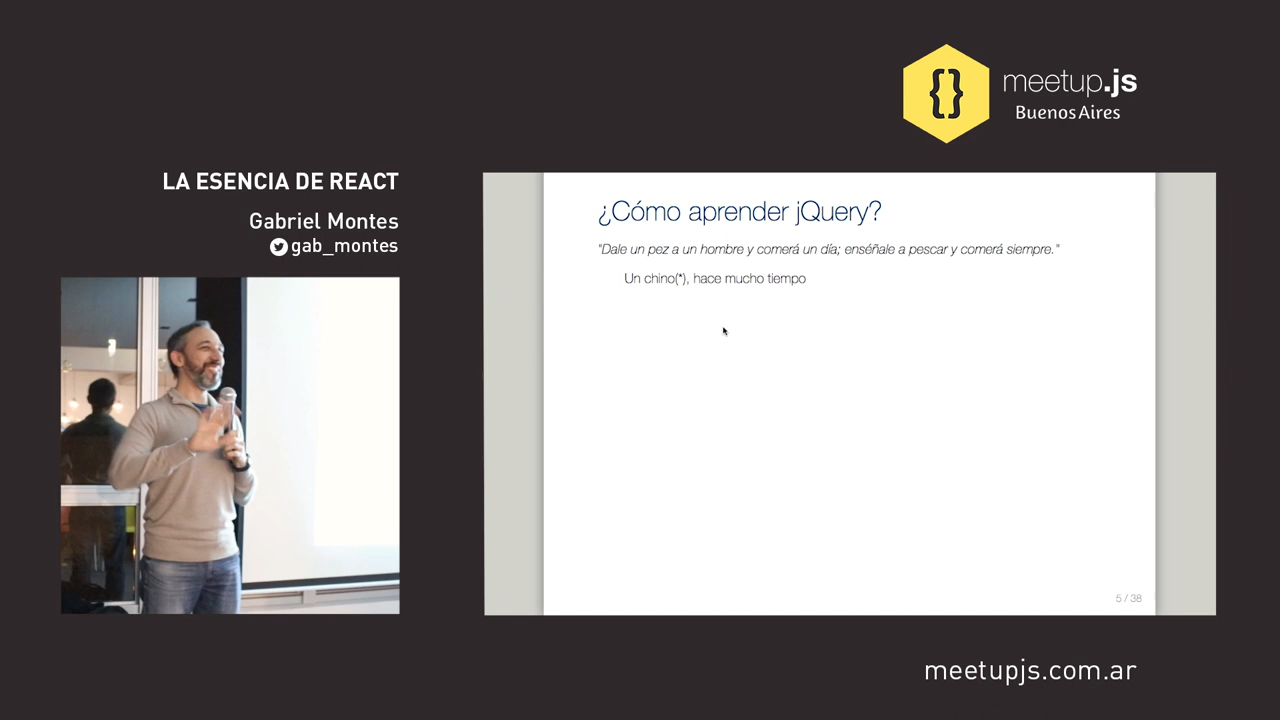 {}
meetup.js
Buenos Aires
LA ESENCIA DE REACT
Gabriel Montes
gab_montes
¿Cómo aprender jQuery?
"Dale un pez a un hombre y comerá un día; enséñale a pescar y comerá siempre."
Un chino(*), hace mucho tiempo
5 / 38
meetupjs.com.ar